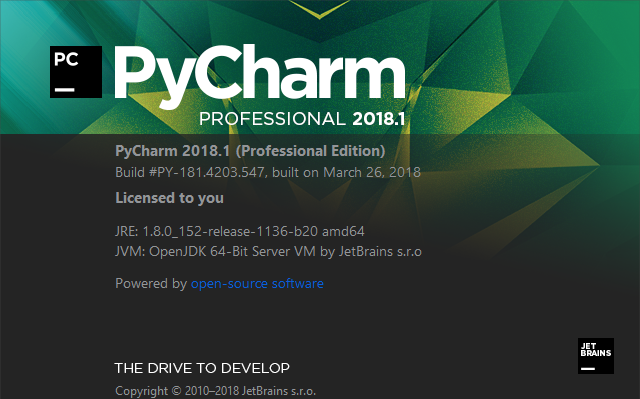 PC
PyCharm
PROFESSIONAL 2018.1
PyCharm 2018.1 (Professional Edition)
Build #PY-181.4203.547, built on March 26, 2018
Licensed to you
JRE: 1.8.0_152-release-1136-b20 amd64
JVM: OpenJDK 64-Bit Server VM by JetBrains s.r.o
Powered by open-source software
JET
BRAINS
THE DRIVE TO DEVELOP
Copyright © 2010–2018 JetBrains s.r.o.